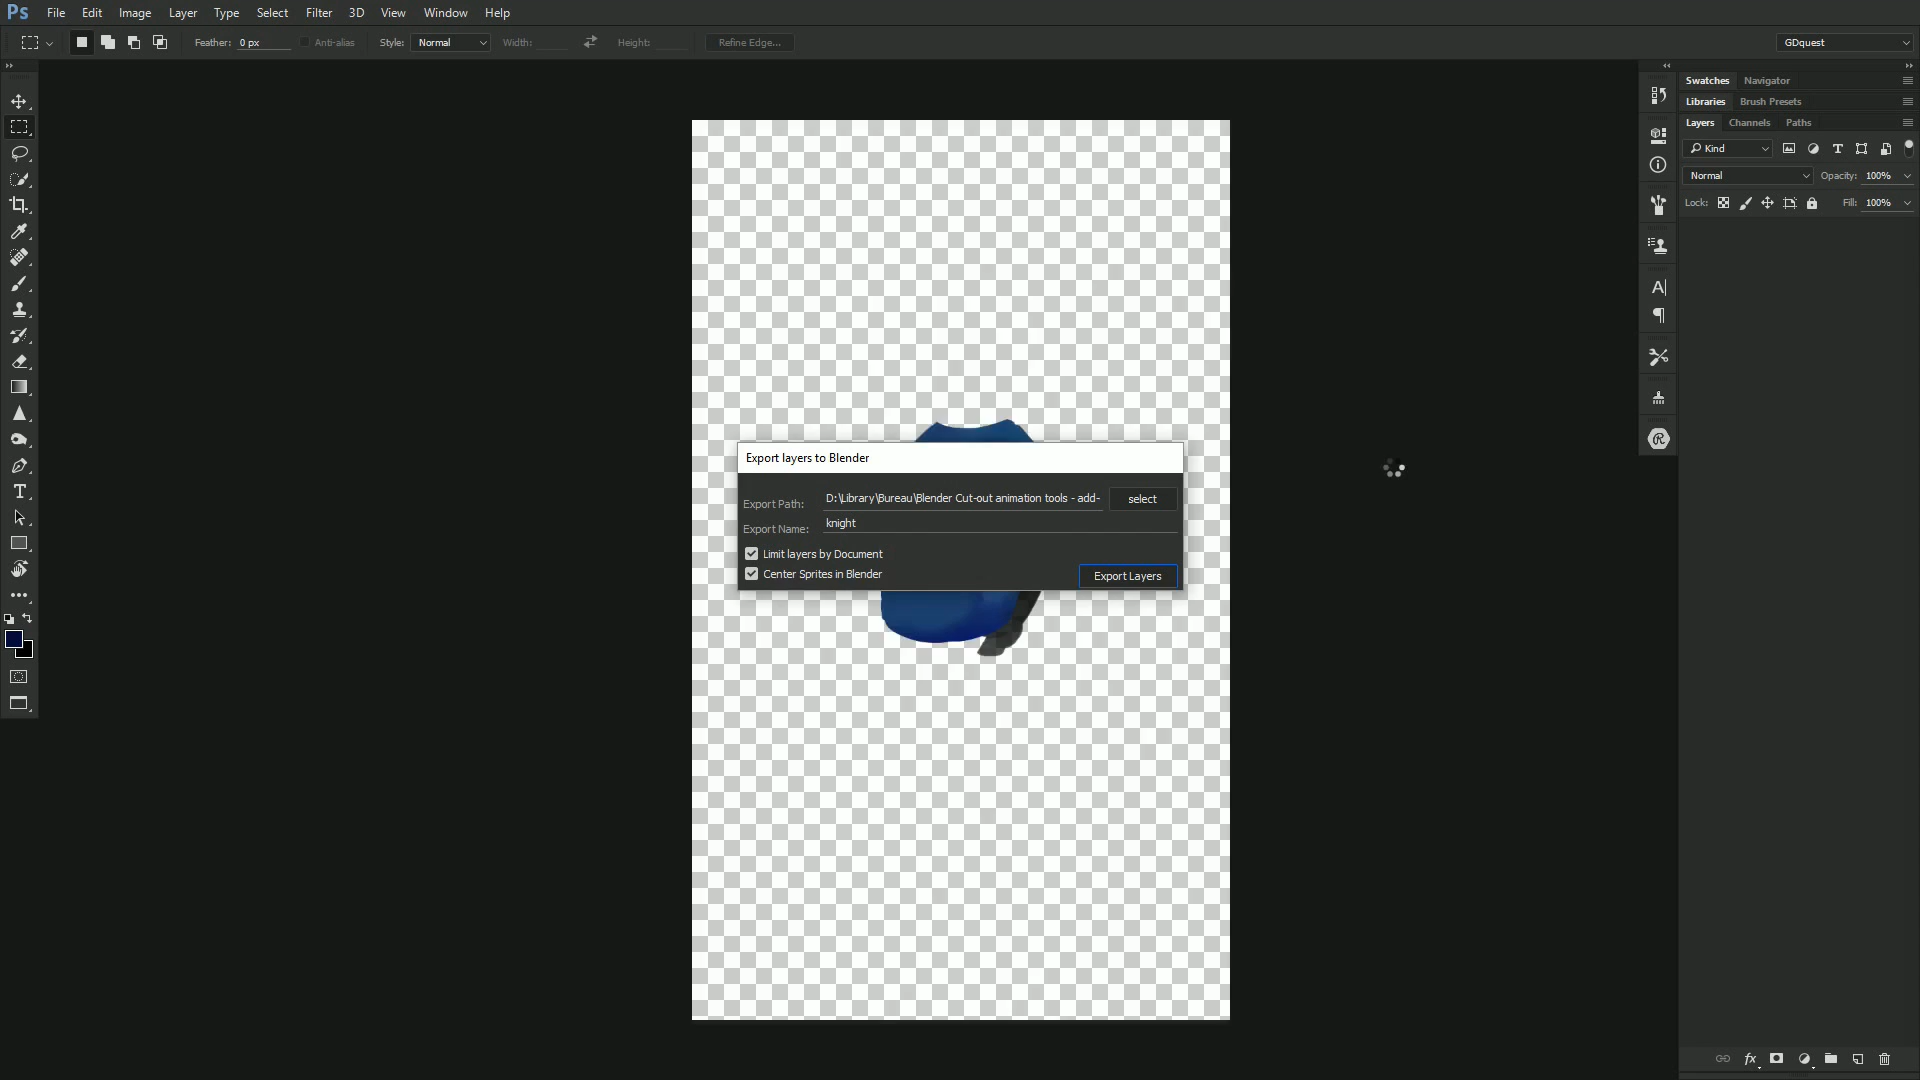 Ps File Edit Image Layer Type Select Filter 3D View Window Help
Feather: 0 px Anti-alias Style: Normal Width: Height: Refine Edge... GDquest
Swatches Navigator
Libraries Brush Presets
Layers Channels Paths
Kind
Normal Opacity: 100%
Lock: Fill: 100%
Export layers to Blender
Export Path: D:\Library\Bureau\Blender Cut-out animation tools - add- select
Export Name: knight
Limit layers by Document
Center Sprites in Blender
Export Layers
fx